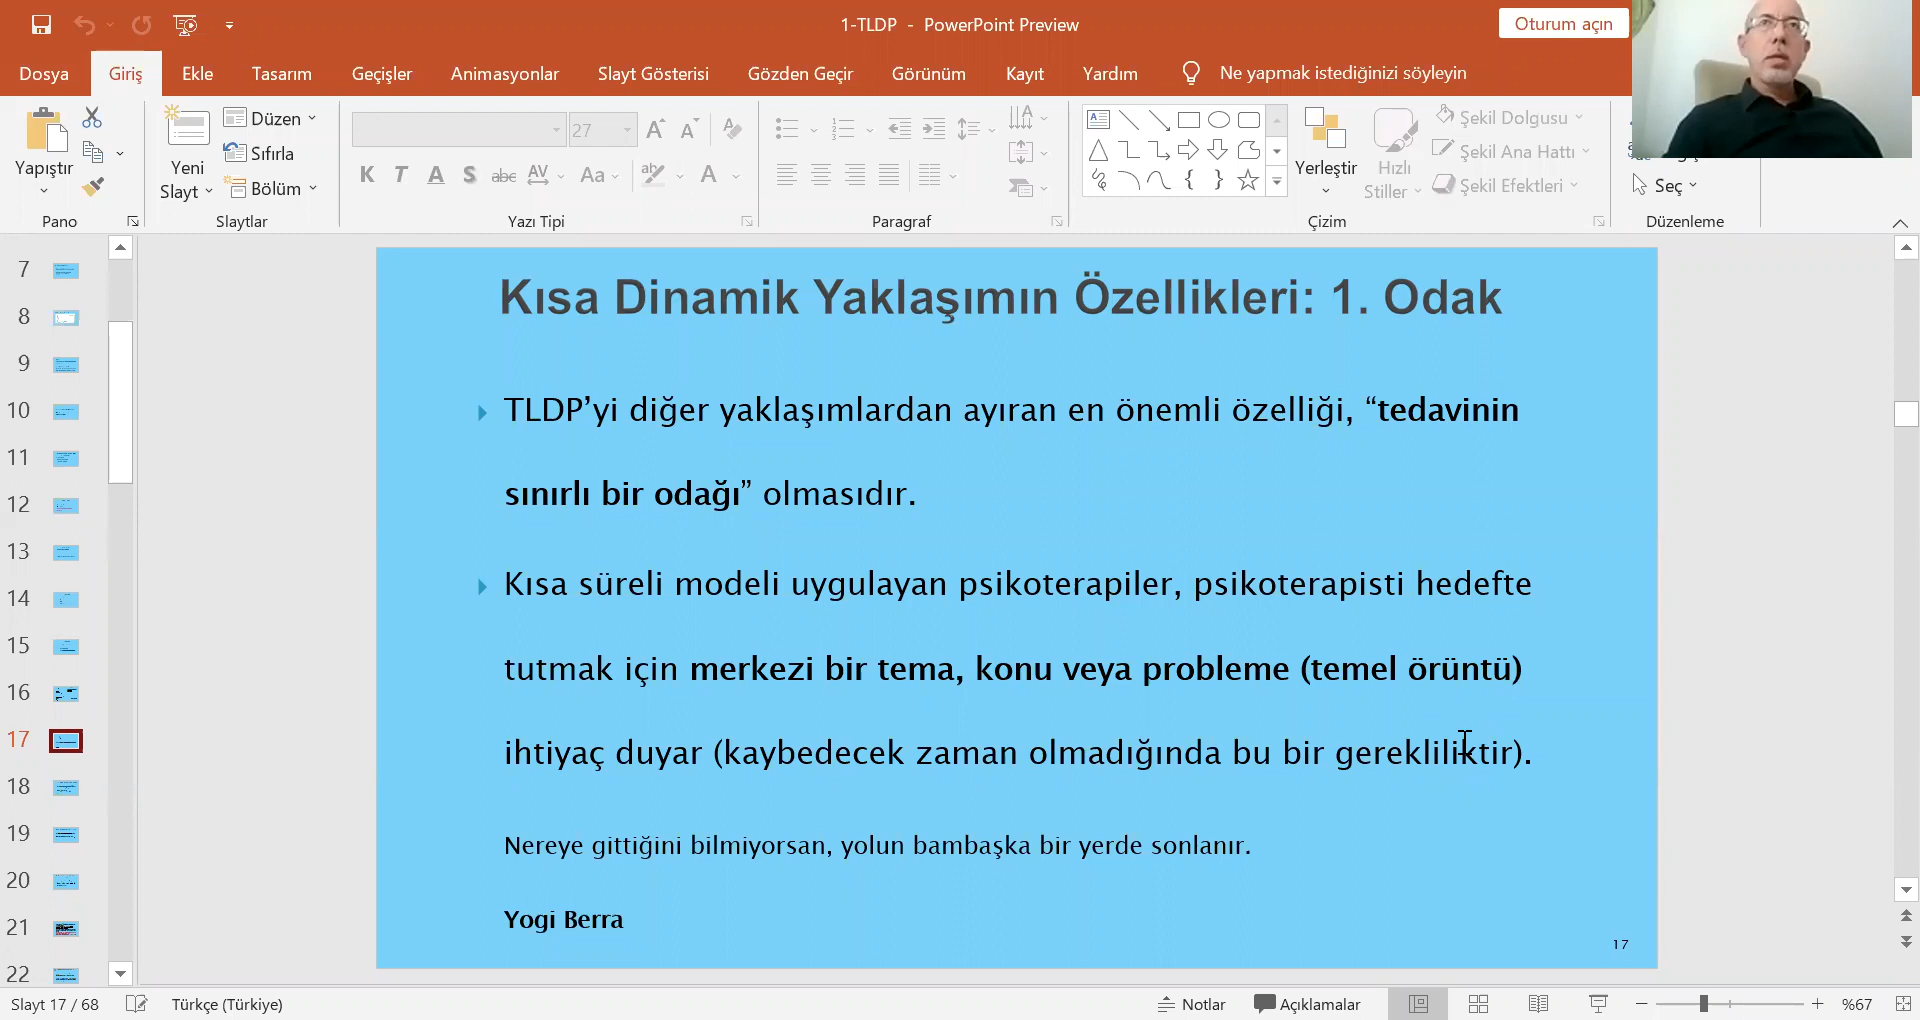 1-TLDP - PowerPoint Preview
Oturum açın
Dosya Giriş Ekle Tasarım Geçişler Animasyonlar Slayt Gösterisi Gözden Geçir Görünüm Kayıt Yardım Ne yapmak istediğinizi söyleyin
Yapıştır
Yeni Slayt
Düzen
Sıfırla
Bölüm
27
K T A S abc AV Aa A
Yerleştir
Hızlı Stiller
Şekil Dolgusu
Şekil Ana Hattı
Şekil Efektleri
Seç
Pano Slaytlar Yazı Tipi Paragraf Çizim Düzenleme
7
8
9
10
11
12
13
14
15
16
17
18
19
20
21
22
Kısa Dinamik Yaklaşımın Özellikleri: 1. Odak
TLDP’yi diğer yaklaşımlardan ayıran en önemli özelliği, “tedavinin
sınırlı bir odağı” olmasıdır.
Kısa süreli modeli uygulayan psikoterapiler, psikoterapisti hedefte
tutmak için merkezi bir tema, konu veya probleme (temel örüntü)
ihtiyaç duyar (kaybedecek zaman olmadığında bu bir gerekliliktir).
Nereye gittiğini bilmiyorsan, yolun bambaşka bir yerde sonlanır.
Yogi Berra
17
Slayt 17 / 68 Türkçe (Türkiye) Notlar Açıklamalar %67